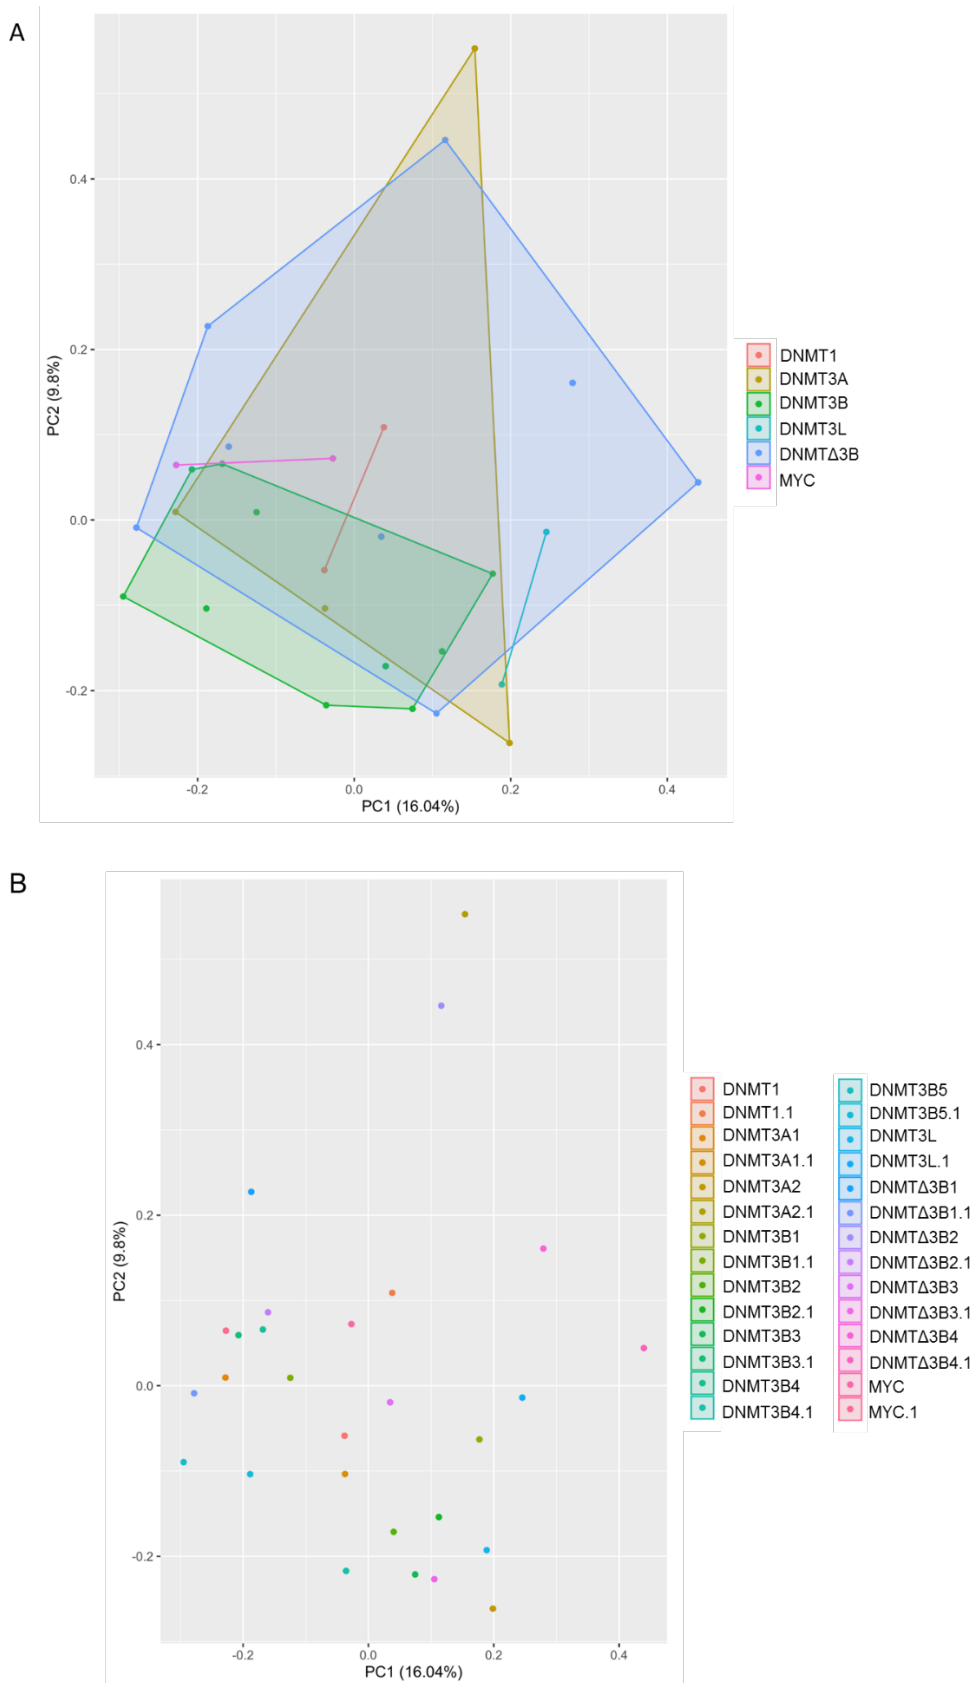 A
0.4
0.2
0.0
-0.2
PC2 (9.8%)
-0.2
0.0
0.2
0.4
PC1 (16.04%)
DNMT1
DNMT3A
DNMT3B
DNMT3L
DNMTΔ3B
MYC
B
0.4
0.2
0.0
-0.2
PC2 (9.8%)
-0.2
0.0
0.2
0.4
PC1 (16.04%)
DNMT1
DNMT1.1
DNMT3A1
DNMT3A1.1
DNMT3A2
DNMT3A2.1
DNMT3B1
DNMT3B1.1
DNMT3B2
DNMT3B2.1
DNMT3B3
DNMT3B3.1
DNMT3B4
DNMT3B4.1
DNMT3B5
DNMT3B5.1
DNMT3L
DNMT3L.1
DNMTΔ3B1
DNMTΔ3B1.1
DNMTΔ3B2
DNMTΔ3B2.1
DNMTΔ3B3
DNMTΔ3B3.1
DNMTΔ3B4
DNMTΔ3B4.1
MYC
MYC.1